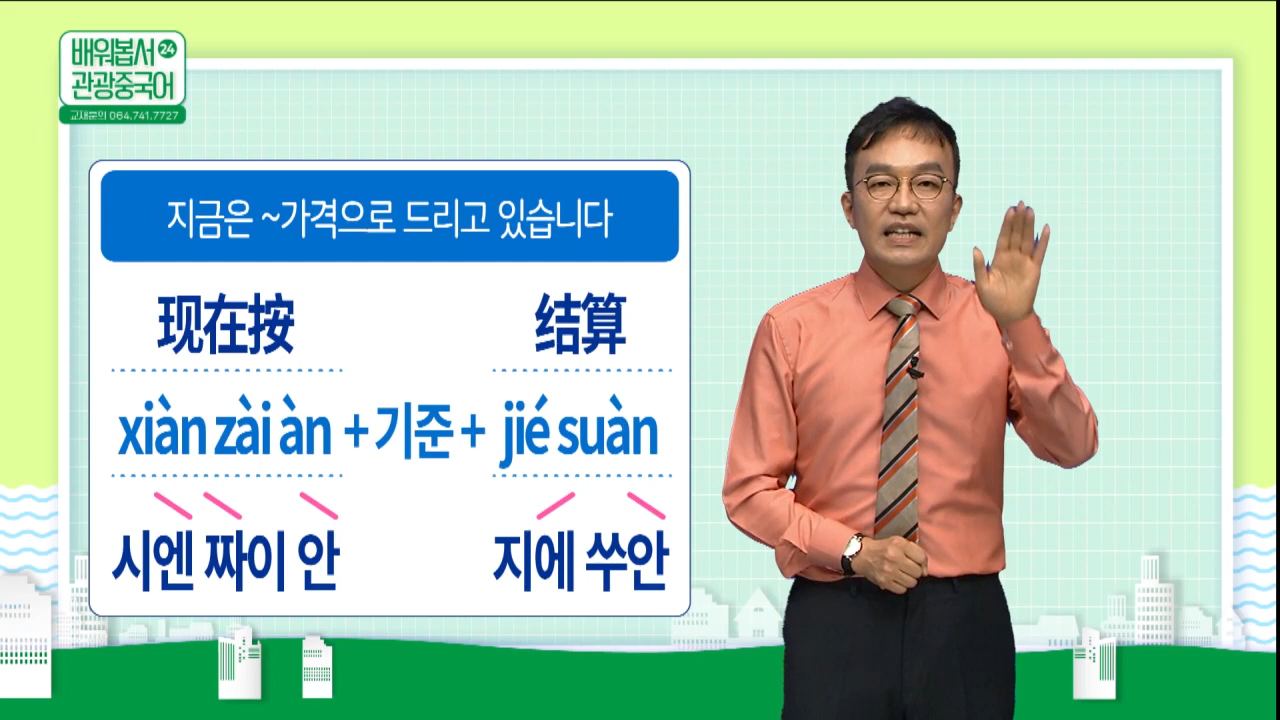 배워봅서 24
관광중국어
교재문의 064.741.7727
지금은 ~가격으로 드리고 있습니다
现在按 结算
xiàn zài àn + 기준 + jié suàn
시엔 짜이 안 지에 쑤안